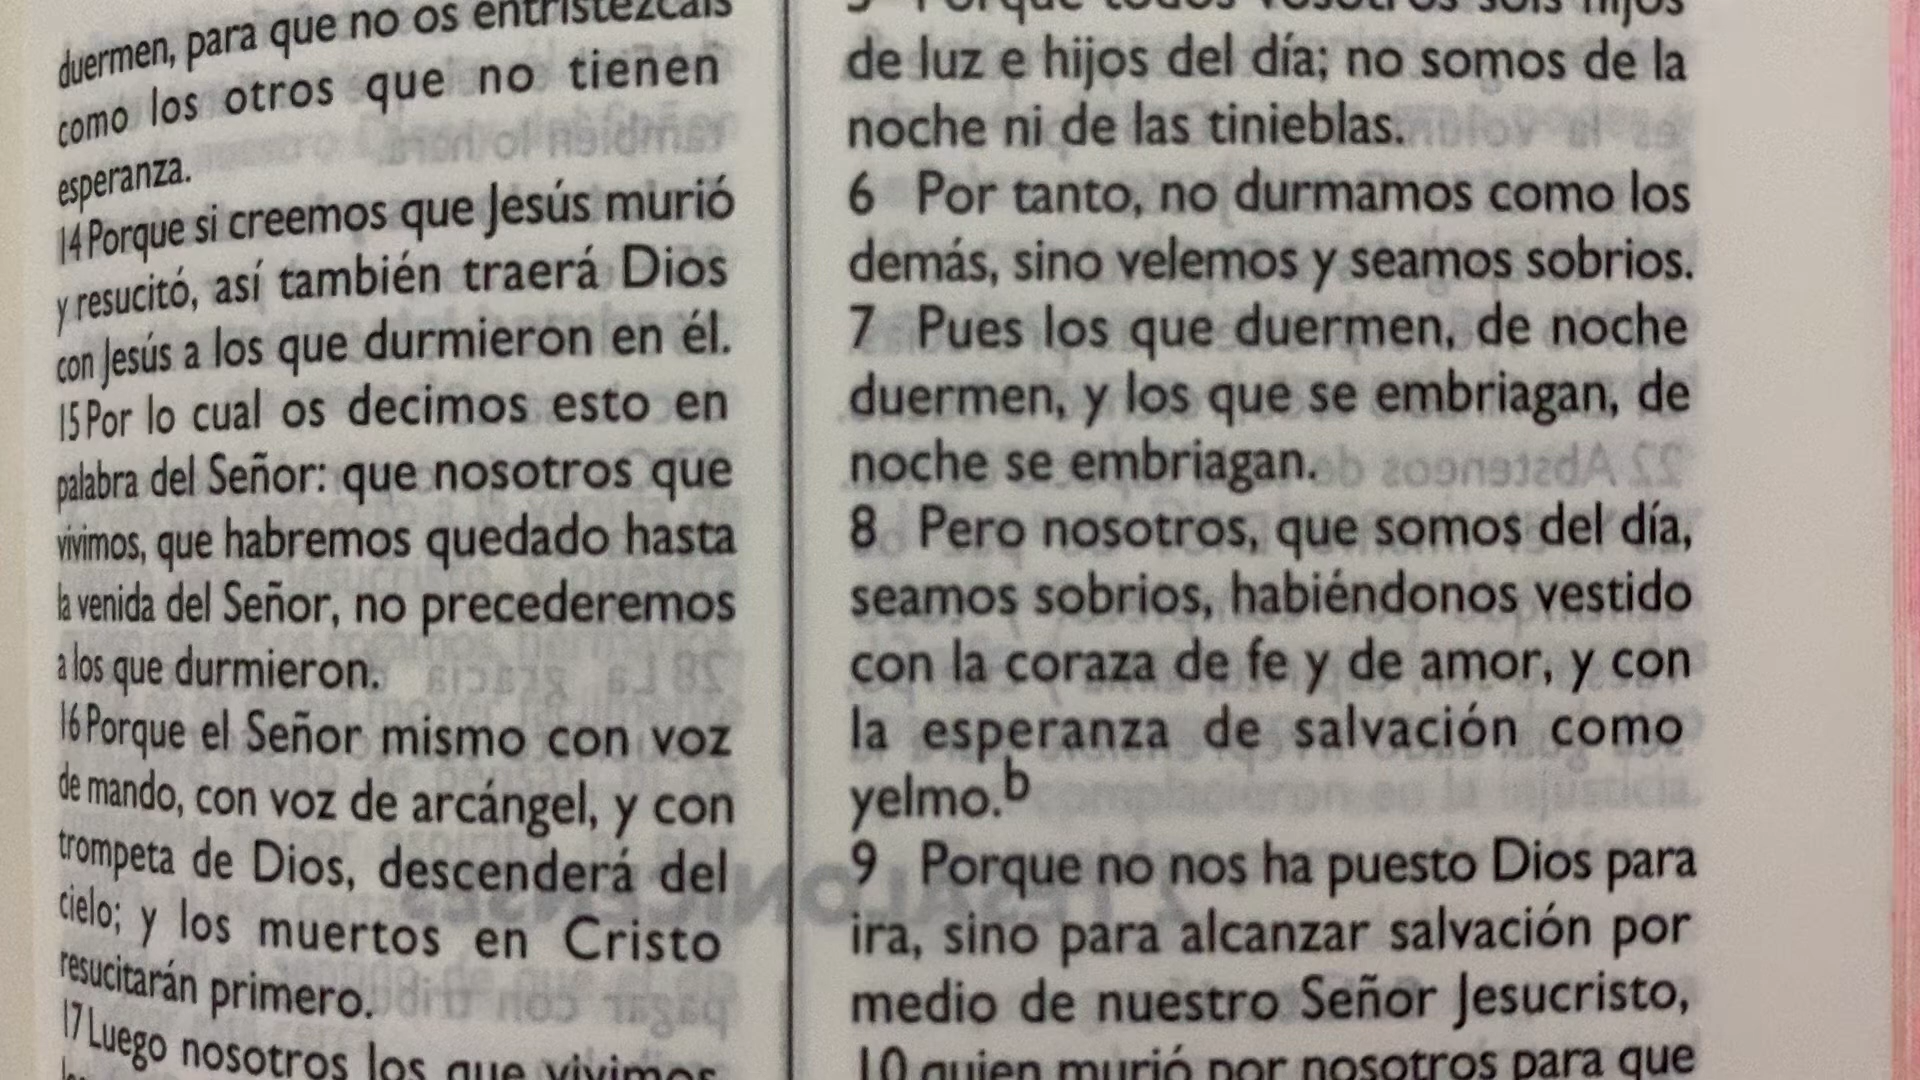 duermen, para que no os entristezcáis
como los otros que no tienen
esperanza.
14 Porque si creemos que Jesús murió
y resucitó, así también traerá Dios
con Jesús a los que durmieron en él.
15 Por lo cual os decimos esto en
palabra del Señor: que nosotros que
vivimos, que habremos quedado hasta
la venida del Señor, no precederemos
a los que durmieron.
16 Porque el Señor mismo con voz
de mando, con voz de arcángel, y con
trompeta de Dios, descenderá del
cielo; y los muertos en Cristo
resucitarán primero.
17 Luego nosotros los que vivimos
5 Porque todos vosotros sois hijos
de luz e hijos del día; no somos de la
noche ni de las tinieblas.
6 Por tanto, no durmamos como los
demás, sino velemos y seamos sobrios.
7 Pues los que duermen, de noche
duermen, y los que se embriagan, de
noche se embriagan.
8 Pero nosotros, que somos del día,
seamos sobrios, habiéndonos vestido
con la coraza de fe y de amor, y con
la esperanza de salvación como
yelmo.b
9 Porque no nos ha puesto Dios para
ira, sino para alcanzar salvación por
medio de nuestro Señor Jesucristo,
10 quien murió por nosotros para que